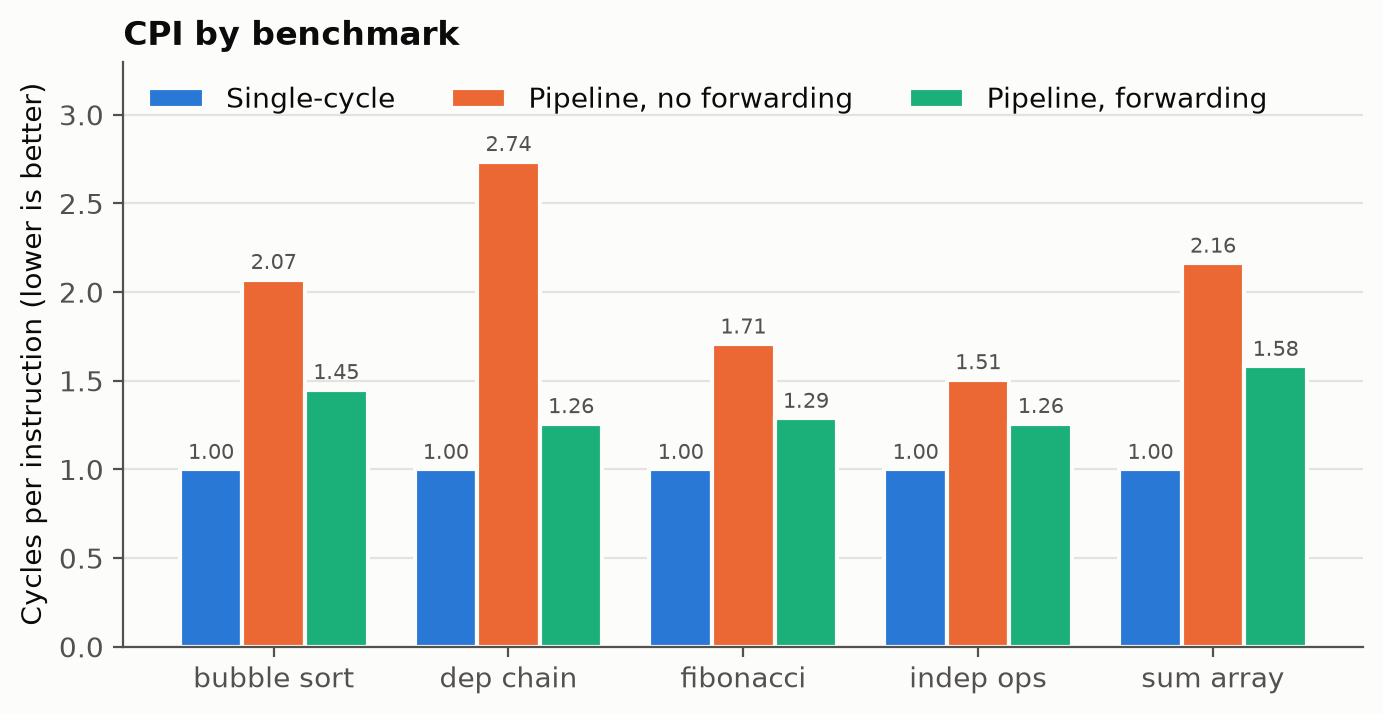 CPI by benchmark
Single-cycle Pipeline, no forwarding Pipeline, forwarding
Cycles per instruction (lower is better)
3.0
2.5
2.0
1.5
1.0
0.5
0.0
1.00 2.07 1.45
1.00 2.74 1.26
1.00 1.71 1.29
1.00 1.51 1.26
1.00 2.16 1.58
bubble sort dep chain fibonacci indep ops sum array